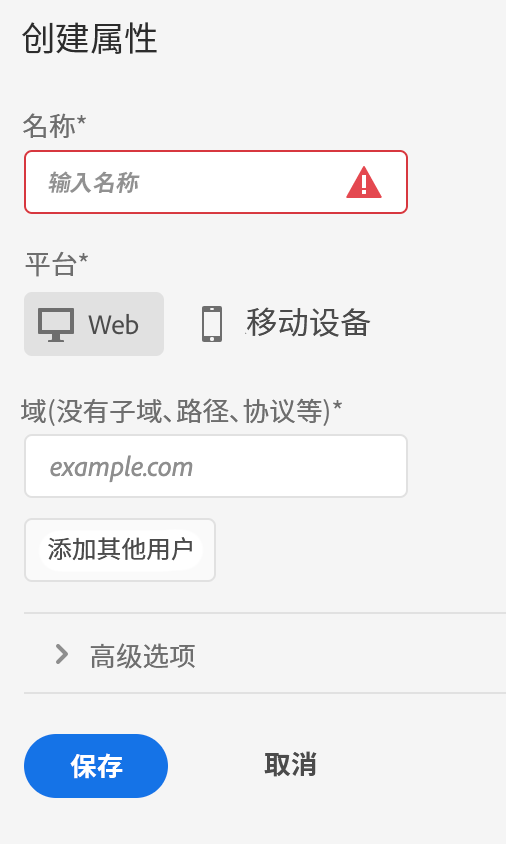 创建属性
名称*
输入名称
平台*
Web
移动设备
域(没有子域、路径、协议等)*
example.com
添加其他用户
高级选项
保存
取消